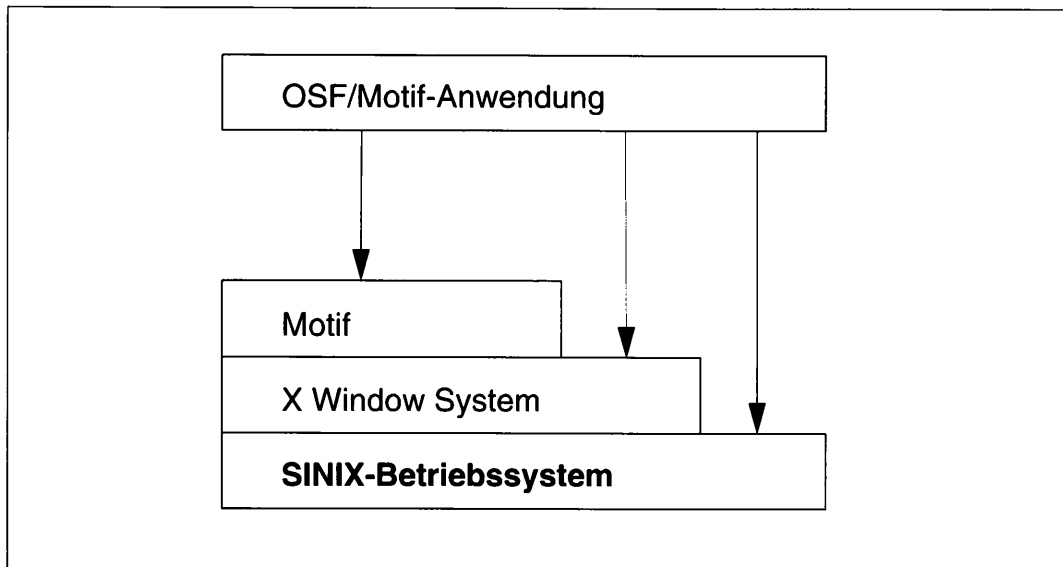 OSF/Motif-Anwendung
Motif
X Window System
SINIX-Betriebssystem